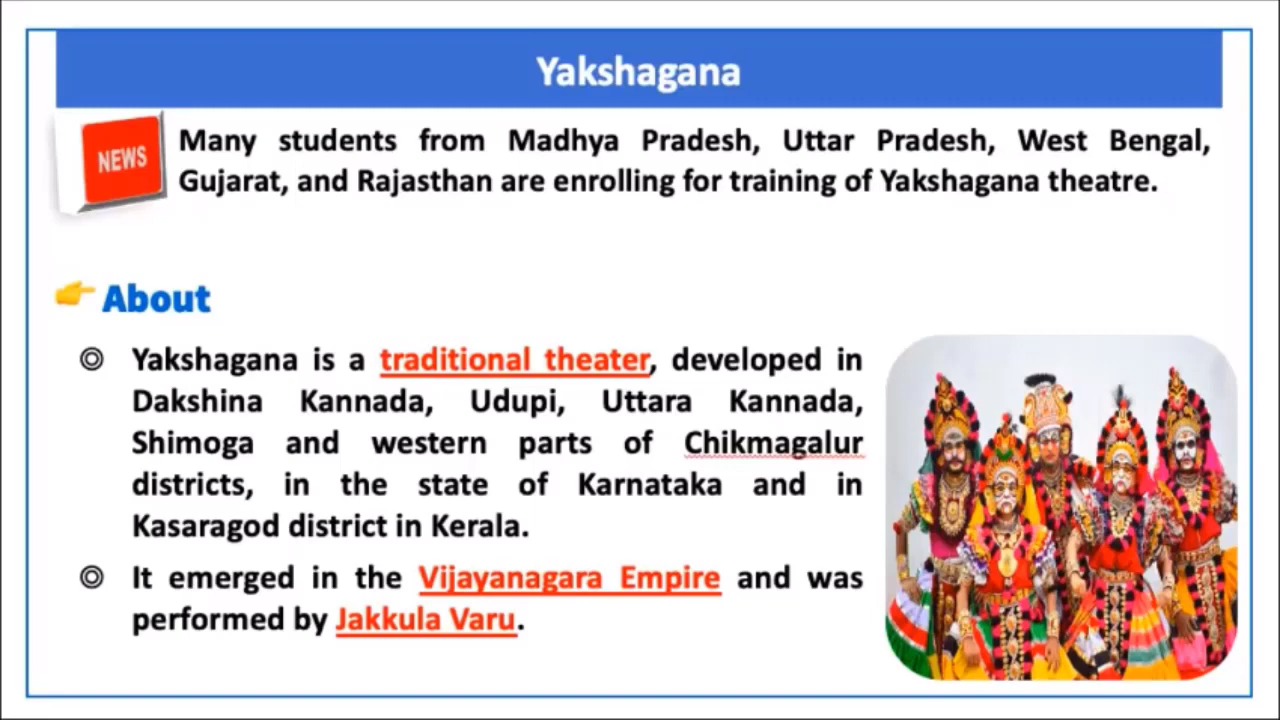 Yakshagana
NEWS
Many students from Madhya Pradesh, Uttar Pradesh, West Bengal,
Gujarat, and Rajasthan are enrolling for training of Yakshagana theatre.
About
Yakshagana is a traditional theater, developed in
Dakshina Kannada, Udupi, Uttara Kannada,
Shimoga and western parts of Chikmagalur
districts, in the state of Karnataka and in
Kasaragod district in Kerala.
It emerged in the Vijayanagara Empire and was
performed by Jakkula Varu.